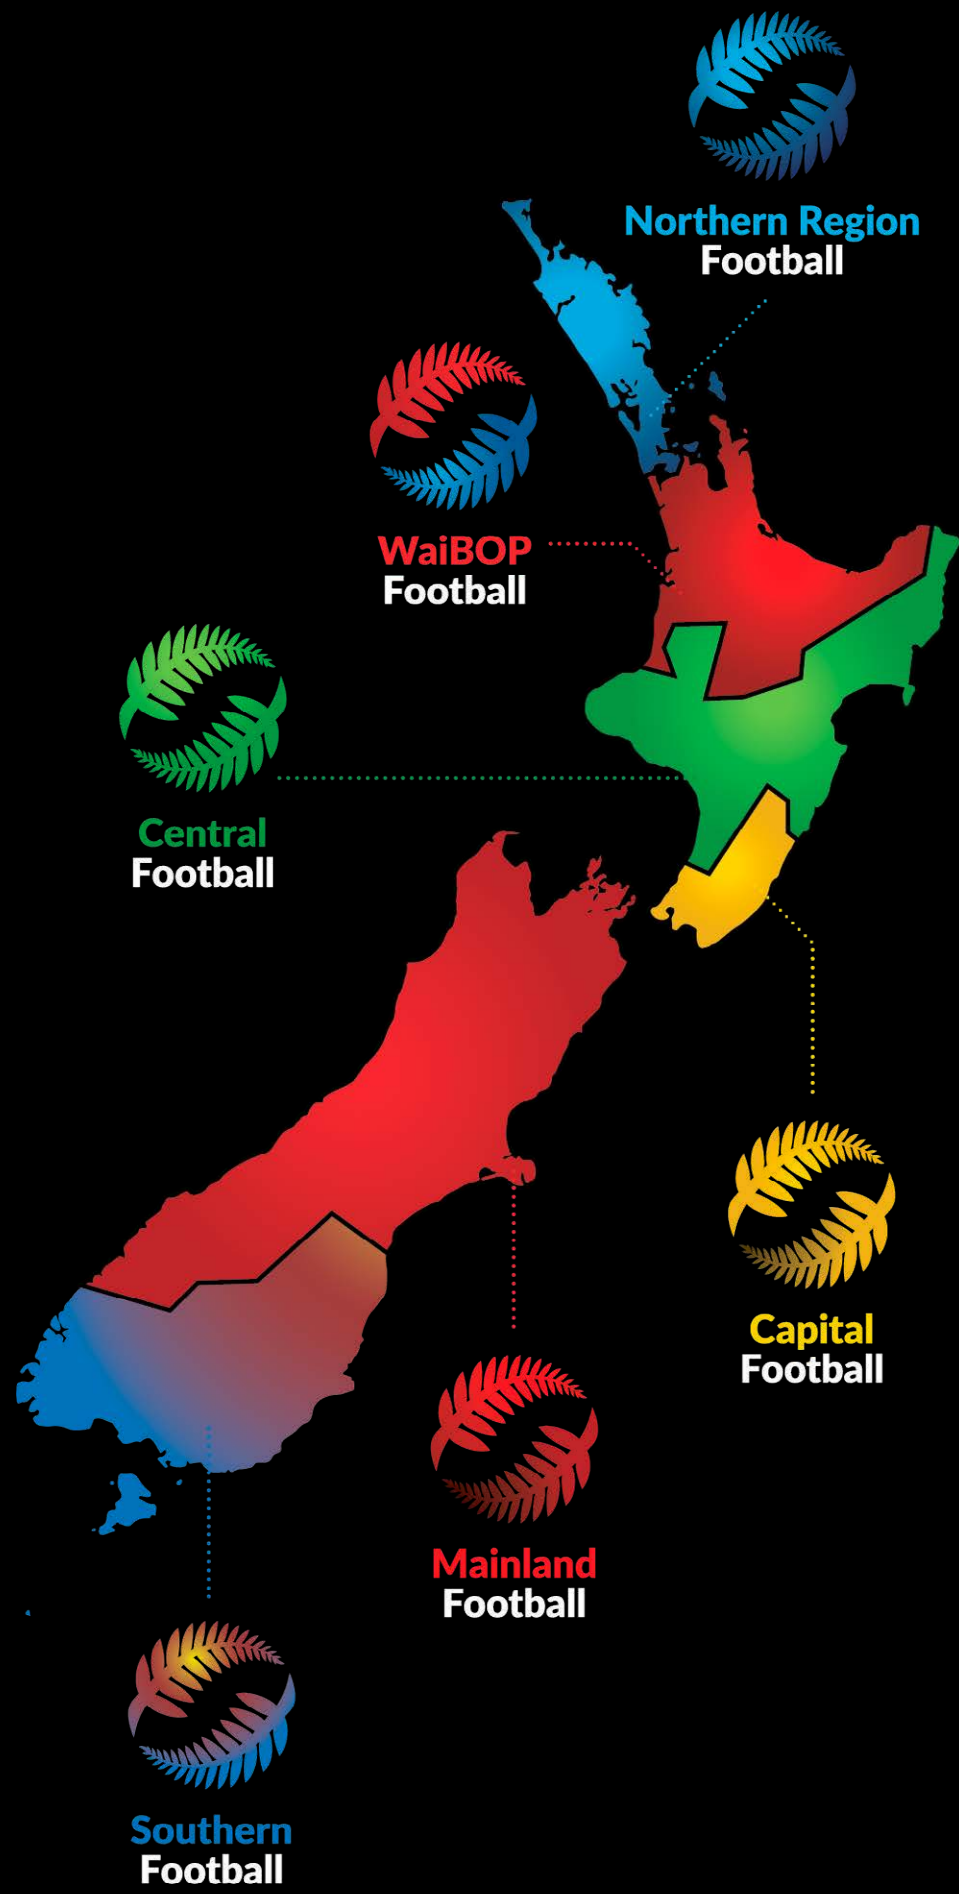 Northern Region
Football
WaiBOP
Football
Central
Football
Capital
Football
Mainland
Football
Southern
Football